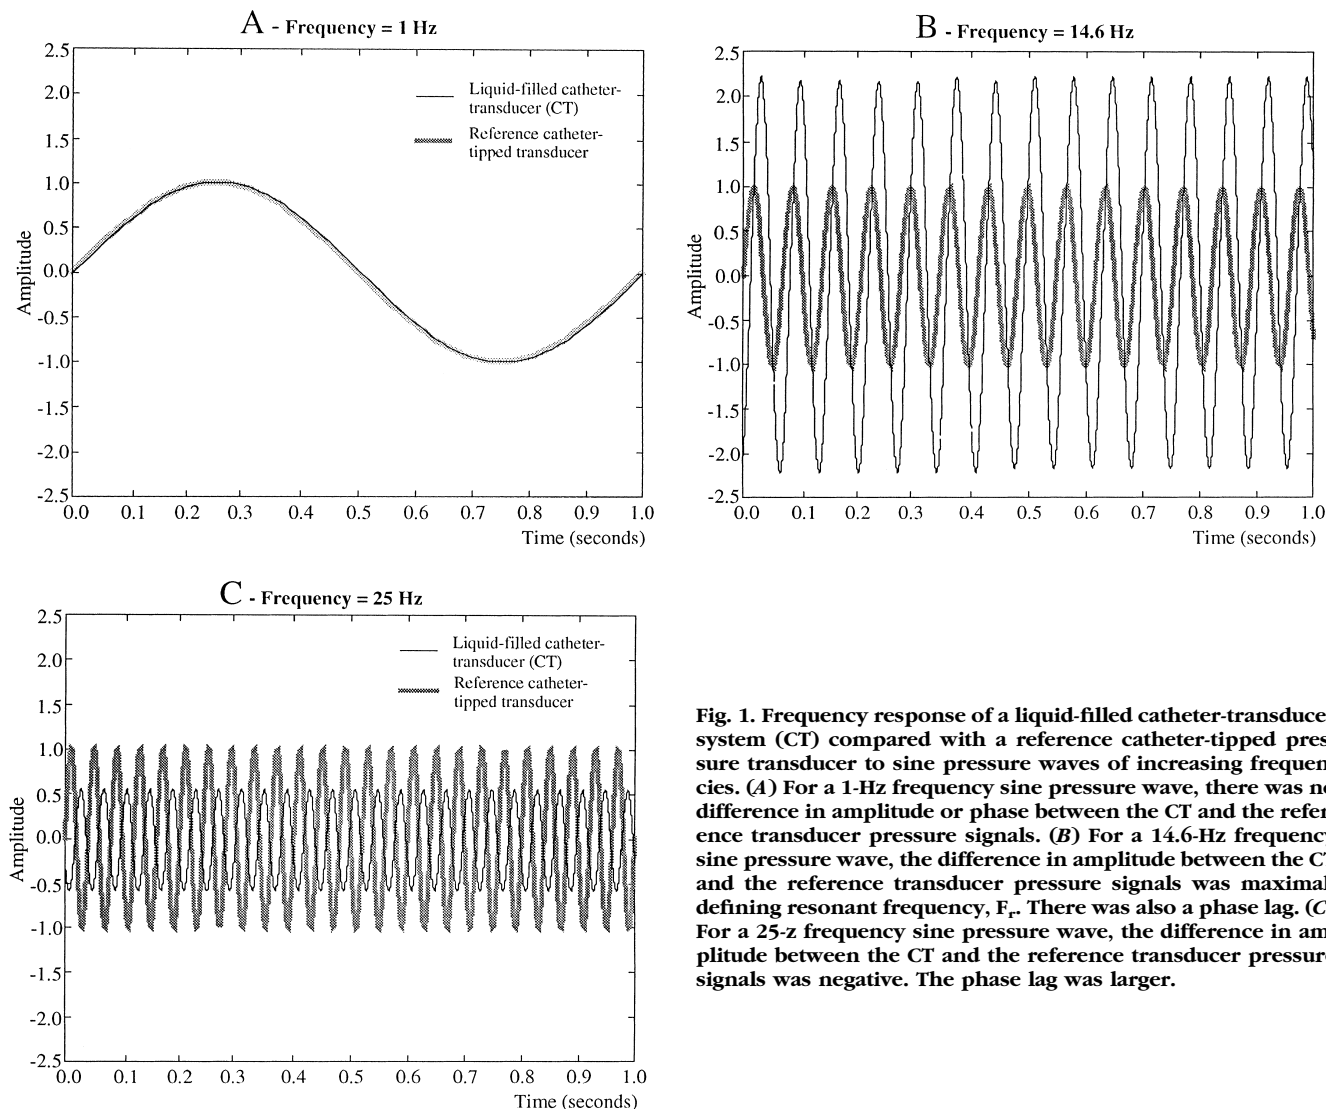 A - Frequency = 1 Hz
2.5
2.0
1.5
1.0
0.5
0.0
-0.5
-1.0
-1.5
-2.0
-2.5
Amplitude
Liquid-filled catheter-
transducer (CT)
Reference catheter-
tipped transducer
0.0 0.1 0.2 0.3 0.4 0.5 0.6 0.7 0.8 0.9 1.0
Time (seconds)
B - Frequency = 14.6 Hz
2.5
2.0
1.5
1.0
0.5
0.0
-0.5
-1.0
-1.5
-2.0
-2.5
Amplitude
0.0 0.1 0.2 0.3 0.4 0.5 0.6 0.7 0.8 0.9 1.0
Time (seconds)
C - Frequency = 25 Hz
2.5
2.0
1.5
1.0
0.5
0.0
-0.5
-1.0
-1.5
-2.0
-2.5
Amplitude
Liquid-filled catheter-
transducer (CT)
Reference catheter-
tipped transducer
0.0 0.1 0.2 0.3 0.4 0.5 0.6 0.7 0.8 0.9 1.0
Time (seconds)
Fig. 1. Frequency response of a liquid-filled catheter-transduce
system (CT) compared with a reference catheter-tipped pres
sure transducer to sine pressure waves of increasing frequen
cies. (A) For a 1-Hz frequency sine pressure wave, there was no
difference in amplitude or phase between the CT and the refer
ence transducer pressure signals. (B) For a 14.6-Hz frequency
sine pressure wave, the difference in amplitude between the CT
and the reference transducer pressure signals was maximal
defining resonant frequency, Fr. There was also a phase lag. (C
For a 25-z frequency sine pressure wave, the difference in am
plitude between the CT and the reference transducer pressure
signals was negative. The phase lag was larger.